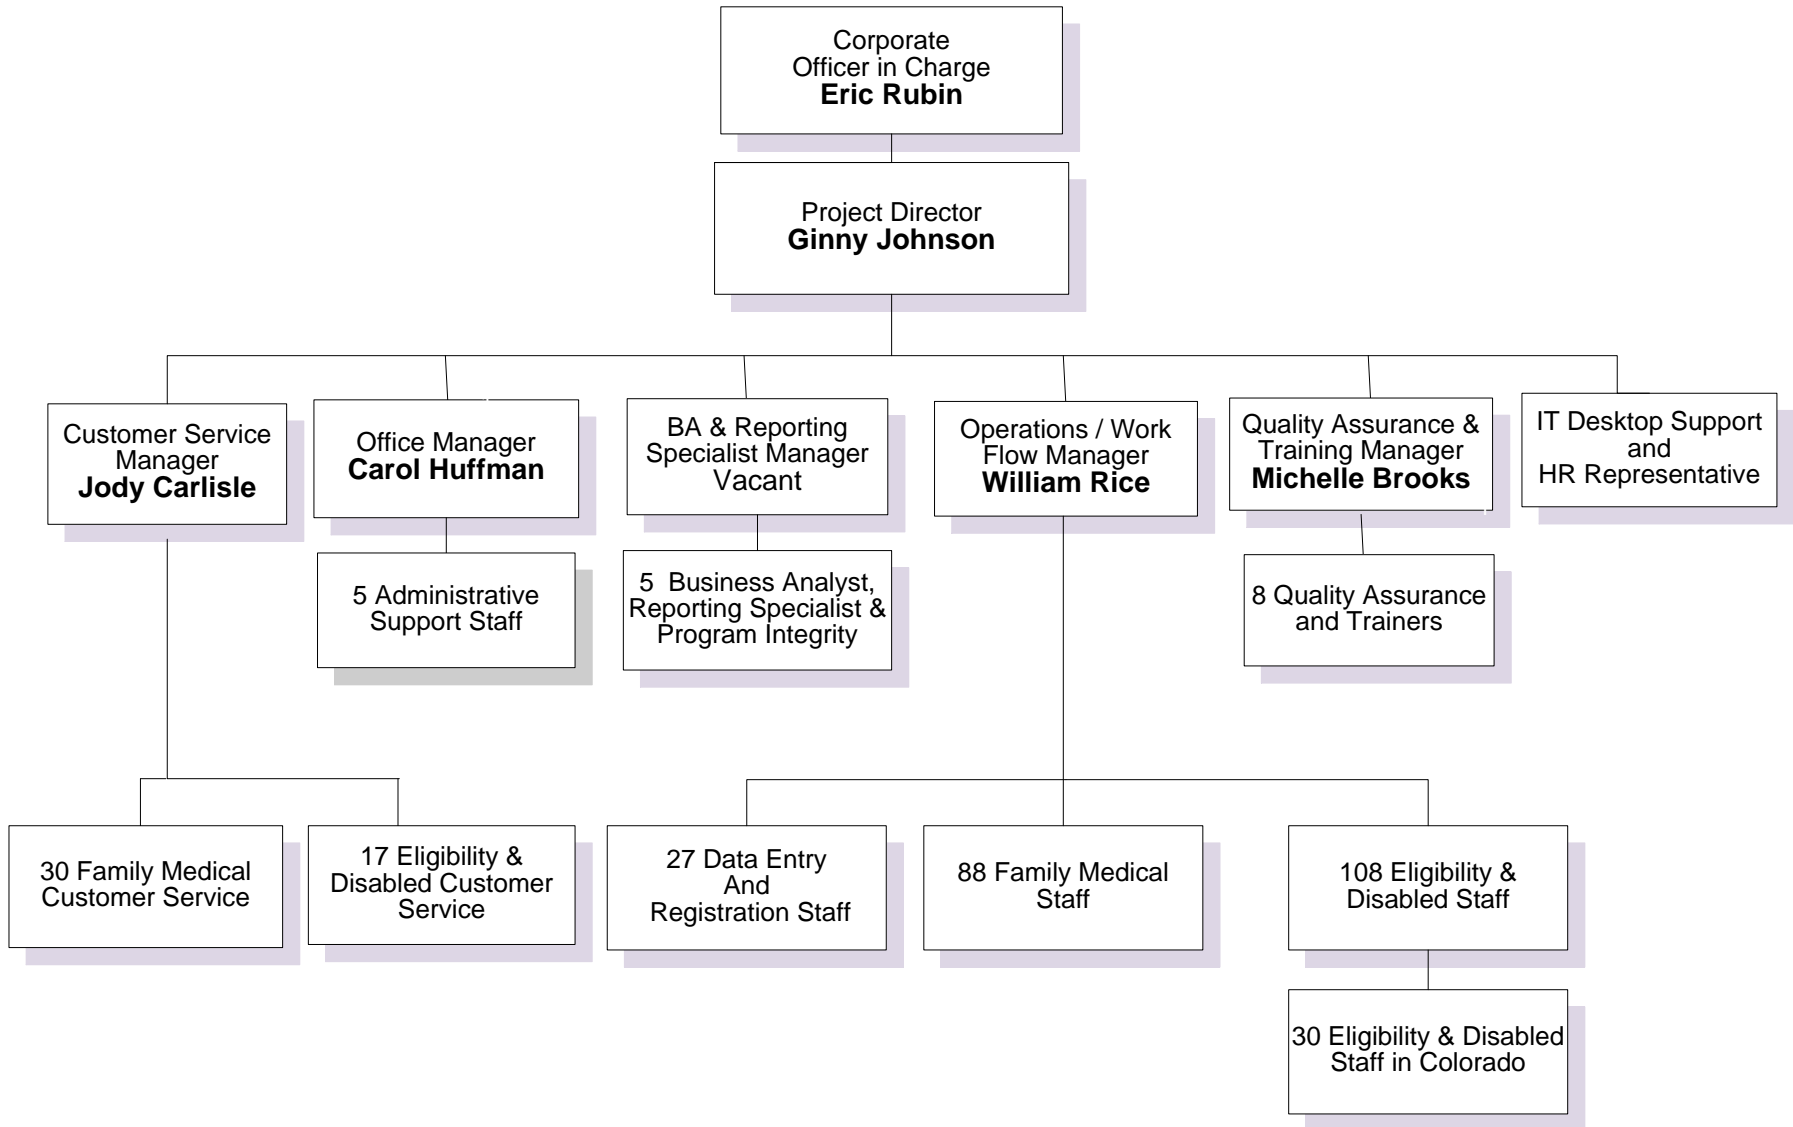 Corporate
Officer in Charge
Eric Rubin
Project Director
Ginny Johnson
Customer Service
Manager
Jody Carlisle
Office Manager
Carol Huffman
BA & Reporting
Specialist Manager
Vacant
Operations / Work
Flow Manager
William Rice
Quality Assurance &
Training Manager
Michelle Brooks
IT Desktop Support
and
HR Representative
5 Administrative
Support Staff
5 Business Analyst,
Reporting Specialist &
Program Integrity
8 Quality Assurance
and Trainers
30 Family Medical
Customer Service
17 Eligibility &
Disabled Customer
Service
27 Data Entry
And
Registration Staff
88 Family Medical
Staff
108 Eligibility &
Disabled Staff
30 Eligibility & Disabled
Staff in Colorado